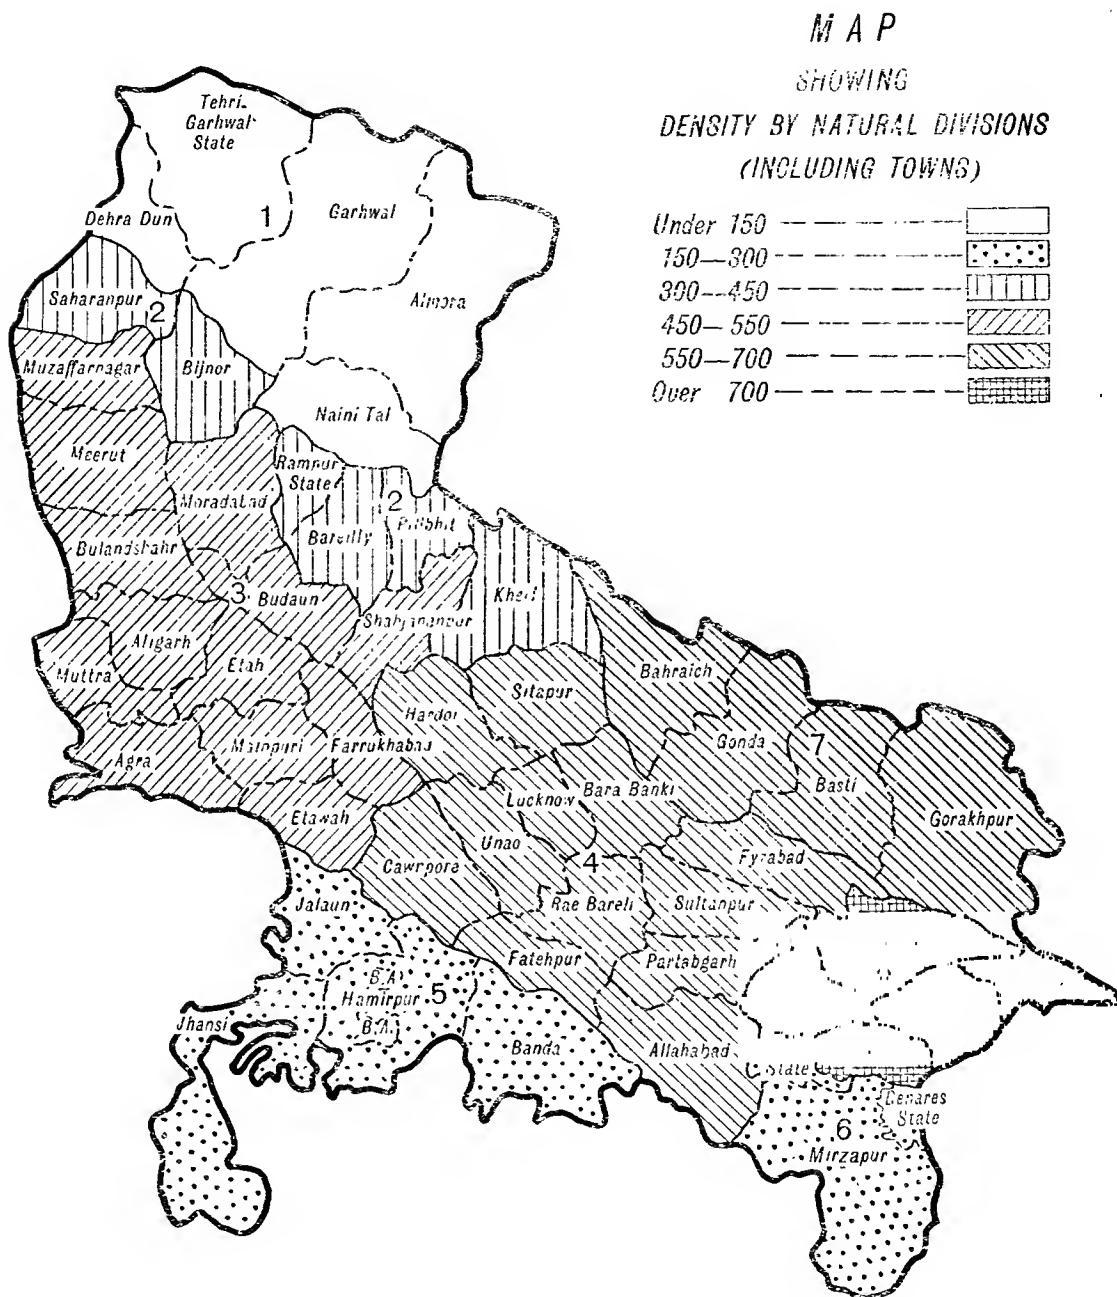 MAP
SHOWING
DENSITY BY NATURAL DIVISIONS
(INCLUDING TOWNS)
Under 150
150—300
300—450
450—550
550—700
Over 700
Tehri-
Garhwal
State
1
Garhwal
Dehra Dun
Almora
Saharanpur
2
Muzaffarnagar
Bijnor
Naini Tal
Meerut
Rampur
State
Moradabad
2
Pilibhit
Bareilly
Bulandshahr
3
Budaun
Kheri
Shahjahanpur
Aligarh
Etah
Muttra
Bahraich
Sitapur
Hardoi
Gonda
7
Mainpuri
Farrukhabad
Agra
Basti
Bara Banki
Lucknow
Etawah
Gorakhpur
Unao
4
Fyzabad
Cawnpore
Rae Bareli
Sultanpur
Jalaun
Fatehpur
Partabgarh
B.A.
Hamirpur
5
B.A.
Jhansi
Banda
Allahabad
State
Benares
State
6
Mirzapur